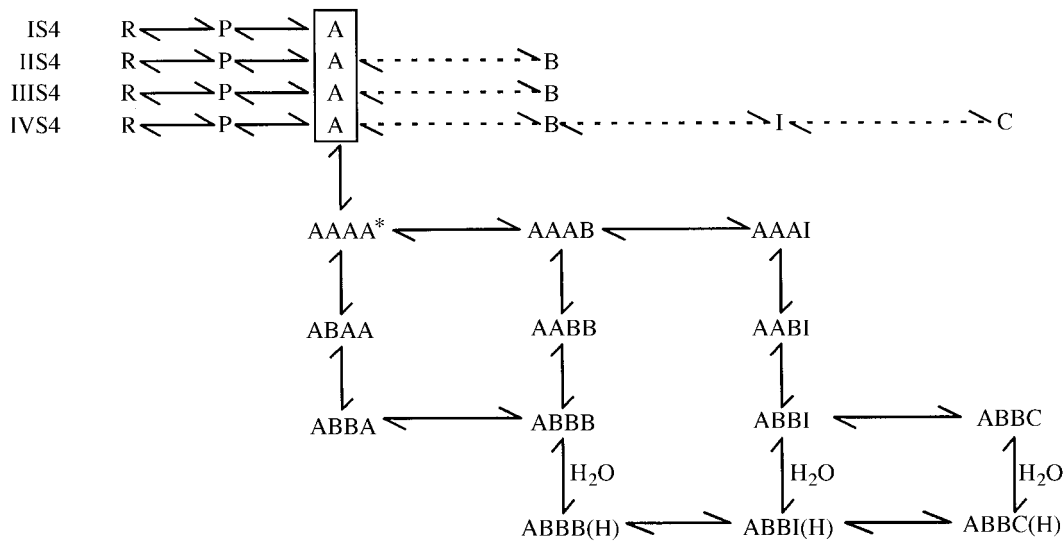 IS4 R P A
IIS4 R P A B
IIIS4 R P A B
IVS4 R P A B I C
AAAA* AAAB AAAI
ABAA AABB AABI
ABBA ABBB ABBI ABBC
H₂O H₂O H₂O
ABBB(H) ABBI(H) ABBC(H)